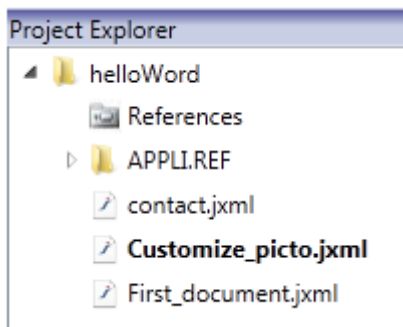 Project Explorer
helloWord
References
APPLI.REF
contact.jxml
Customize_picto.jxml
First_document.jxml